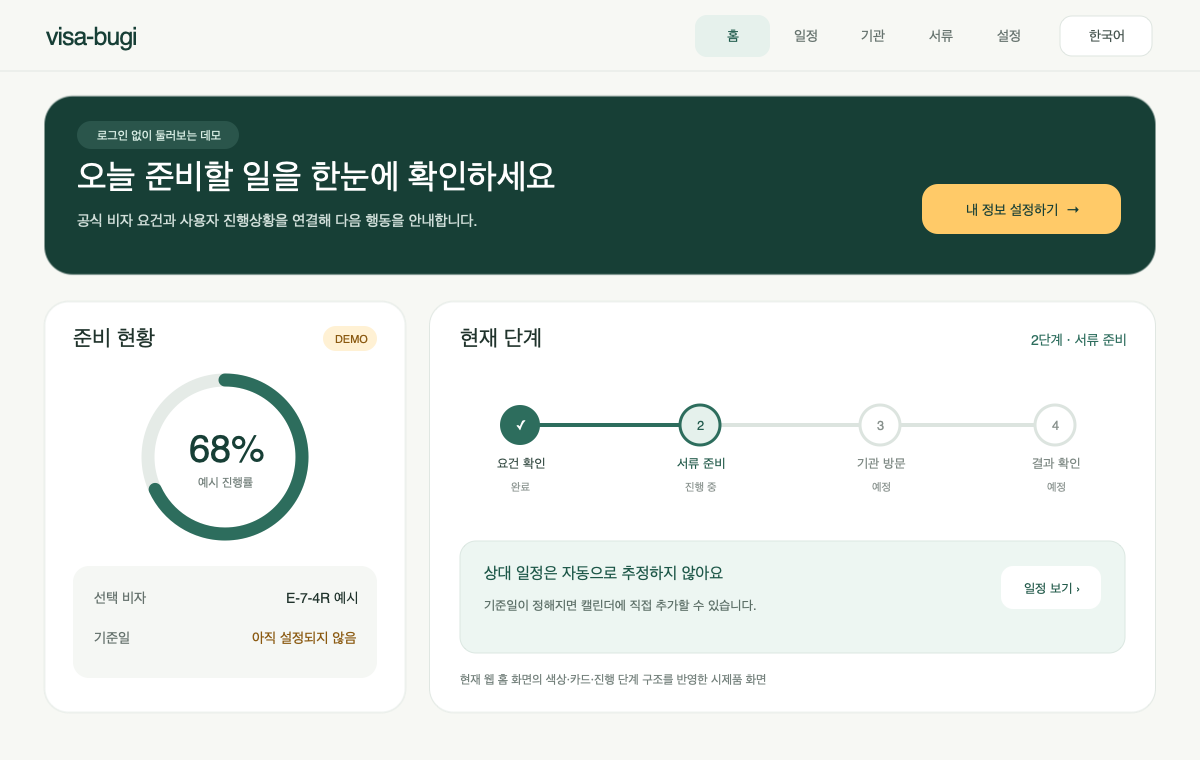 visa-bugi
홈
일정
기관
서류
설정
한국어
로그인 없이 둘러보는 데모
오늘 준비할 일을 한눈에 확인하세요
공식 비자 요건과 사용자 진행상황을 연결해 다음 행동을 안내합니다.
내 정보 설정하기 →
준비 현황
DEMO
68%
예시 진행률
선택 비자
E-7-4R 예시
기준일
아직 설정되지 않음
현재 단계
2단계 · 서류 준비
✓
2
3
4
요건 확인
서류 준비
기관 방문
결과 확인
완료
진행 중
예정
예정
상대 일정은 자동으로 추정하지 않아요
기준일이 정해지면 캘린더에 직접 추가할 수 있습니다.
일정 보기 ›
현재 웹 홈 화면의 색상·카드·진행 단계 구조를 반영한 시제품 화면